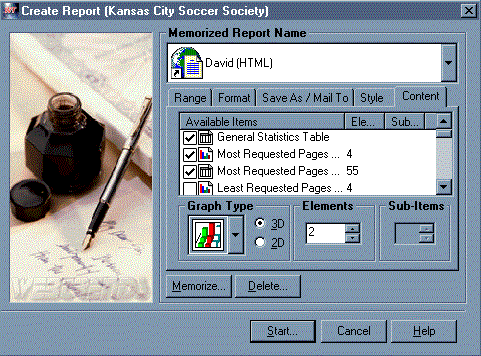 Create Report (Kansas City Soccer Society)
Memorized Report Name
David (HTML)
Range Format Save As / Mail To Style Content
Available Items Ele... Sub...
General Statistics Table
Most Requested Pages ... 4
Most Requested Pages ... 55
Least Requested Pages ... 4
Graph Type Elements Sub-Items
3D
2D
2
Memorize... Delete...
Start... Cancel Help